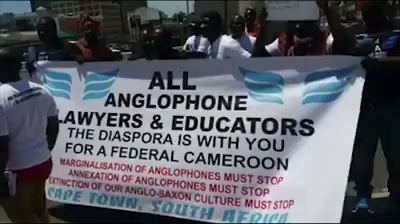 ALL
ANGLOPHONE
LAWYERS & EDUCATORS
THE DIASPORA IS WITH YOU
FOR A FEDERAL CAMEROON
MARGINALISATION OF ANGLOPHONES MUST STOP
ANNEXATION OF ANGLOPHONES MUST STOP
EXTINCTION OF OUR ANGLO-SAXON CULTURE MUST STOP
CAPE TOWN, SOUTH AFRICA